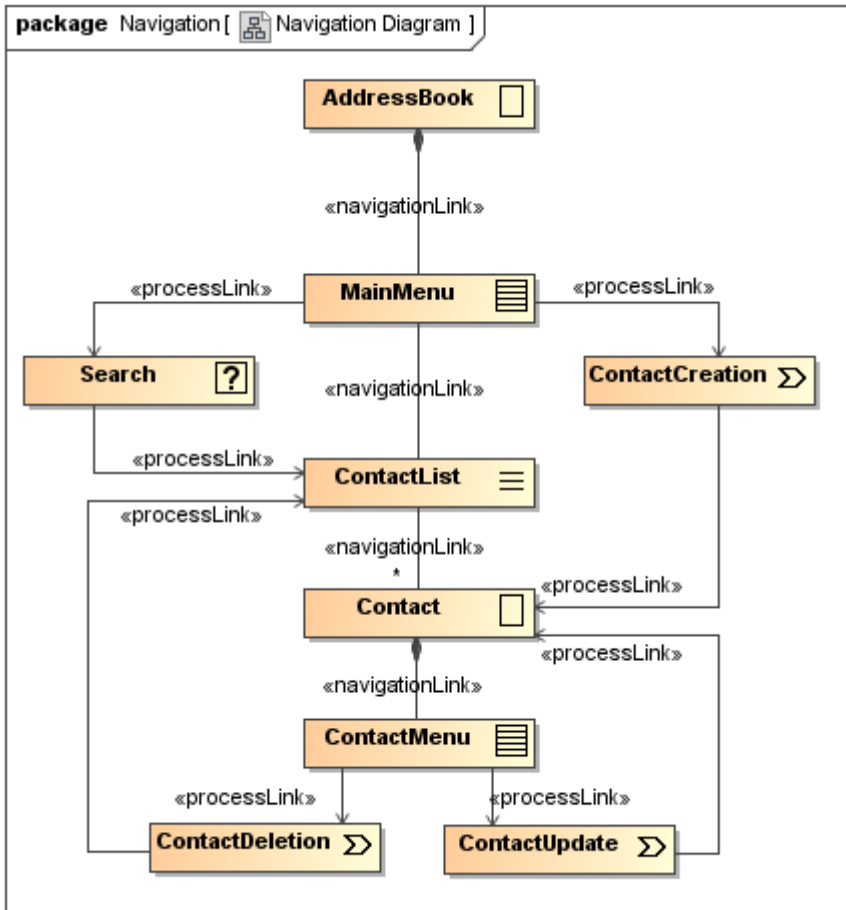 package Navigation [ Navigation Diagram ]
AddressBook
«navigationLink»
«processLink»
MainMenu
«processLink»
Search ?
«navigationLink»
ContactCreation
«processLink»
ContactList
«processLink»
«navigationLink»
*
Contact
«processLink»
«processLink»
«navigationLink»
ContactMenu
«processLink»
«processLink»
ContactDeletion
ContactUpdate